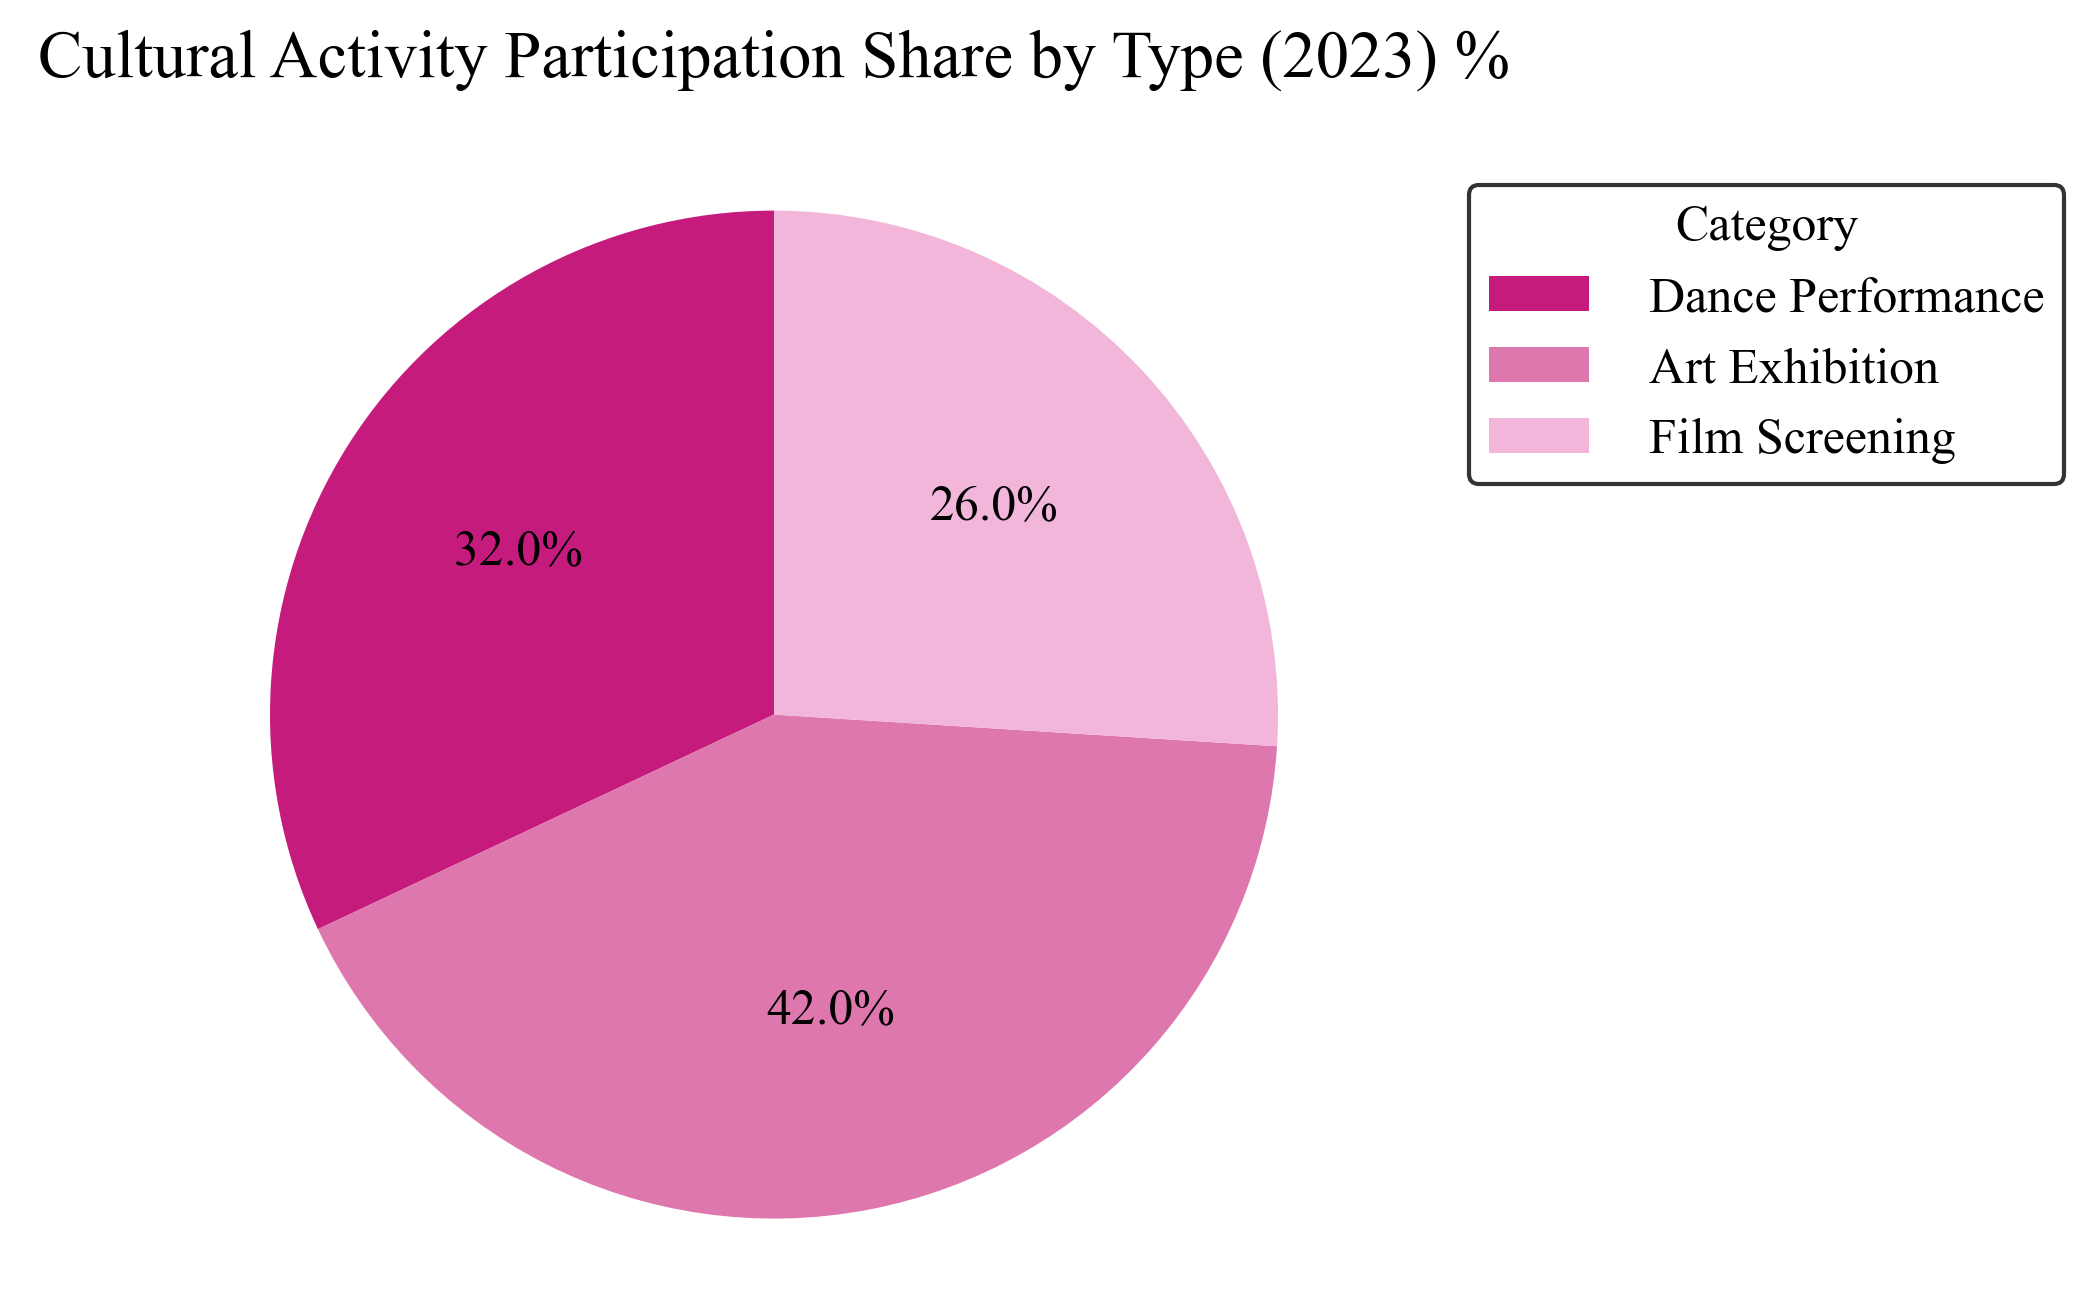 Cultural Activity Participation Share by Type (2023) %
Category
Dance Performance
Art Exhibition
Film Screening
26.0%
32.0%
42.0%